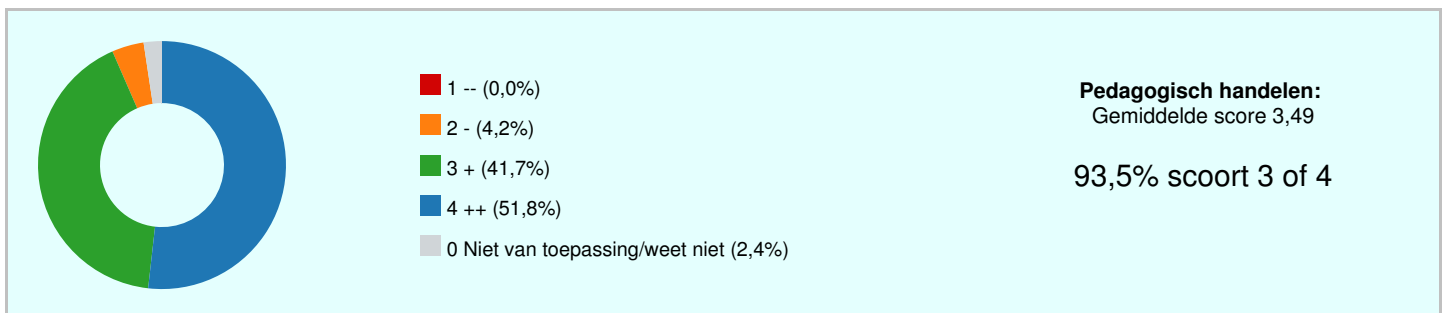 1 -- (0,0%)
2 - (4,2%)
3 + (41,7%)
4 ++ (51,8%)
0 Niet van toepassing/weet niet (2,4%)
Pedagogisch handelen:
Gemiddelde score 3,49
93,5% scoort 3 of 4